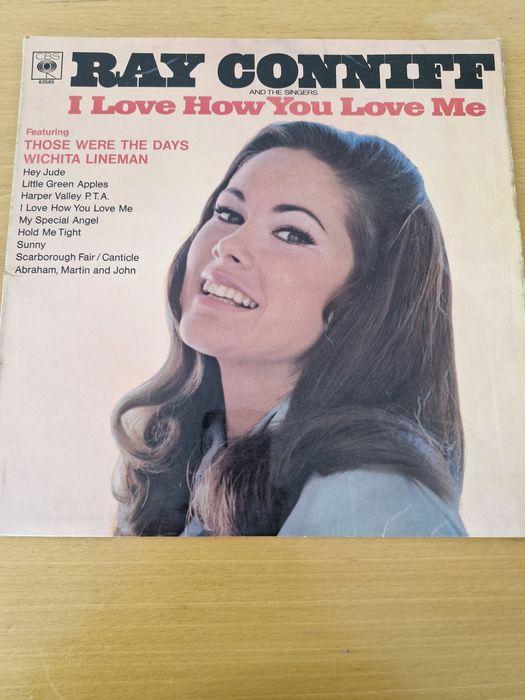 CBS
63565
RAY CONNIFF
AND THE SINGERS
I Love How You Love Me
Featuring
THOSE WERE THE DAYS
WICHITA LINEMAN
Hey Jude
Little Green Apples
Harper Valley P.T.A.
I Love How You Love Me
My Special Angel
Hold Me Tight
Sunny
Scarborough Fair/Canticle
Abraham, Martin and John